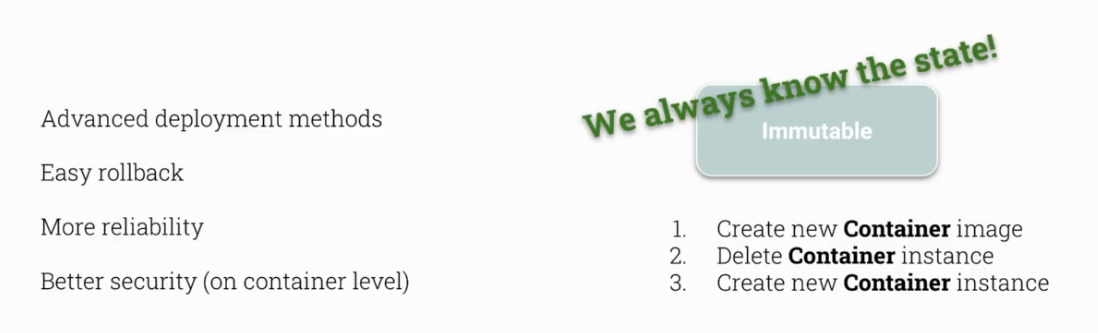 Advanced deployment methods
Easy rollback
More reliability
Better security (on container level)
We always know the state!
Immutable
1. Create new Container image
2. Delete Container instance
3. Create new Container instance